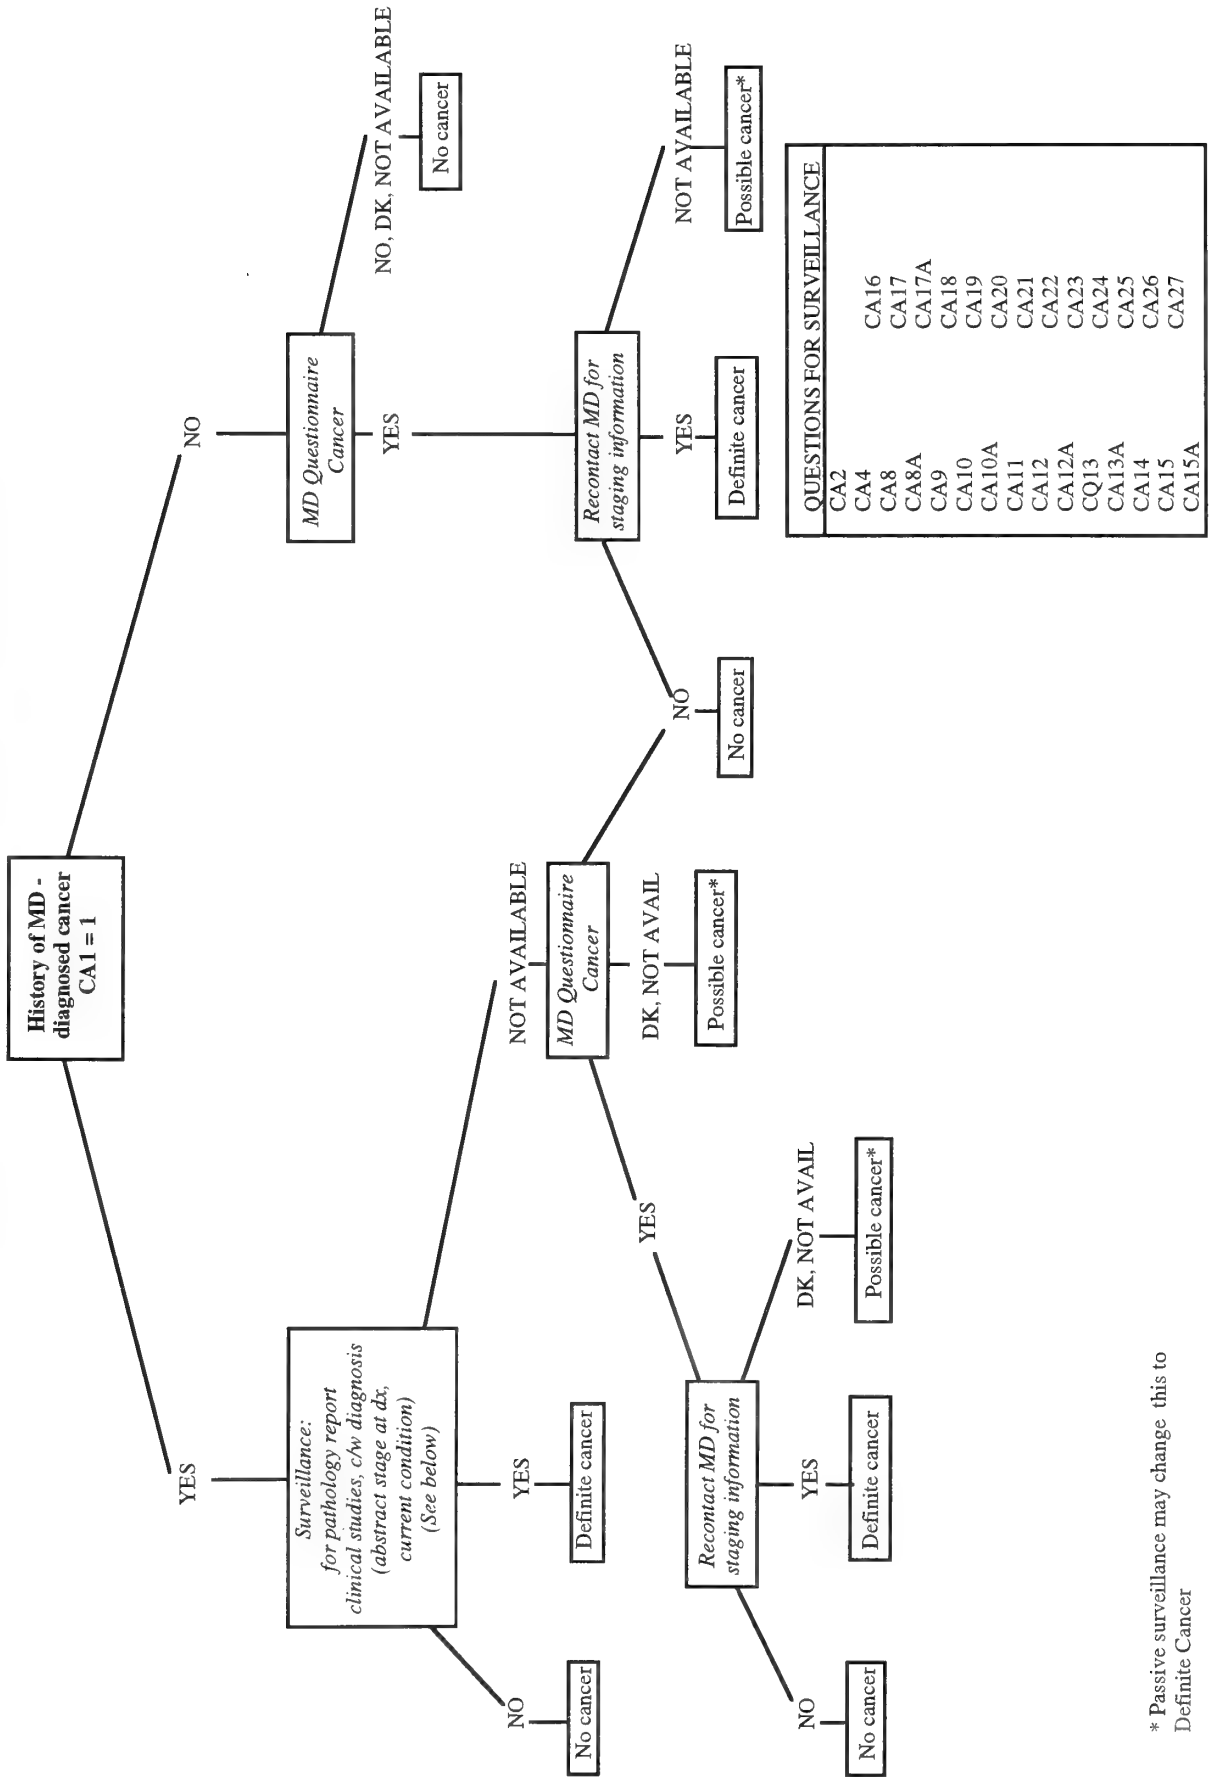 History of MD -
diagnosed cancer
CA1 = 1
YES
NO
Surveillance:
for pathology report
clinical studies, c/w diagnosis
(abstract stage at dx,
current condition)
(See below)
MD Questionnaire
Cancer
NO, DK, NOT AVAILABLE
No cancer
YES
NO
No cancer
YES
Definite cancer
NOT AVAILABLE
MD Questionnaire
Cancer
YES
DK, NOT AVAIL
Possible cancer*
NO
No cancer
Recontact MD for
staging information
YES
Definite cancer
NOT AVAILABLE
Possible cancer*
Recontact MD for
staging information
NO
No cancer
YES
Definite cancer
DK, NOT AVAIL
Possible cancer*
QUESTIONS FOR SURVEILLANCE
CA2
CA4
CA8
CA8A
CA9
CA10
CA10A
CA11
CA12
CA12A
CQ13
CA13A
CA14
CA15
CA15A
CA16
CA17
CA17A
CA18
CA19
CA20
CA21
CA22
CA23
CA24
CA25
CA26
CA27
* Passive surveillance may change this to
Definite Cancer